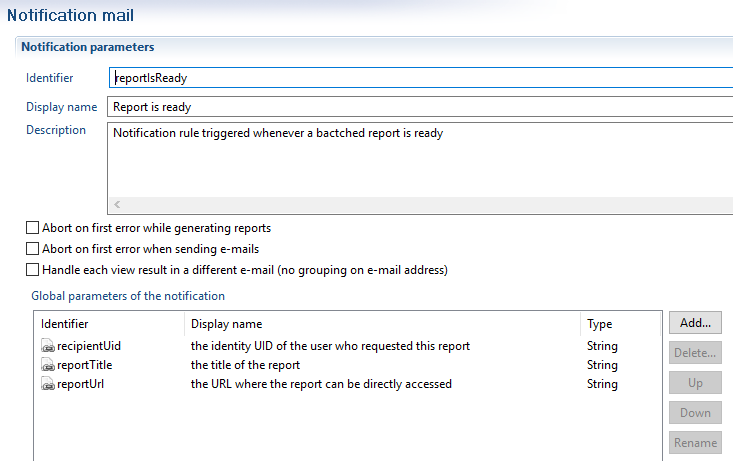 Notification mail
Notification parameters
Identifier reportIsReady
Display name Report is ready
Description Notification rule triggered whenever a bactched report is ready
Abort on first error while generating reports
Abort on first error when sending e-mails
Handle each view result in a different e-mail (no grouping on e-mail address)
Global parameters of the notification
Identifier Display name Type Add...
recipientUid the identity UID of the user who requested this report String Delete...
reportTitle the title of the report String
reportUrl the URL where the report can be directly accessed String Up
Down
Rename